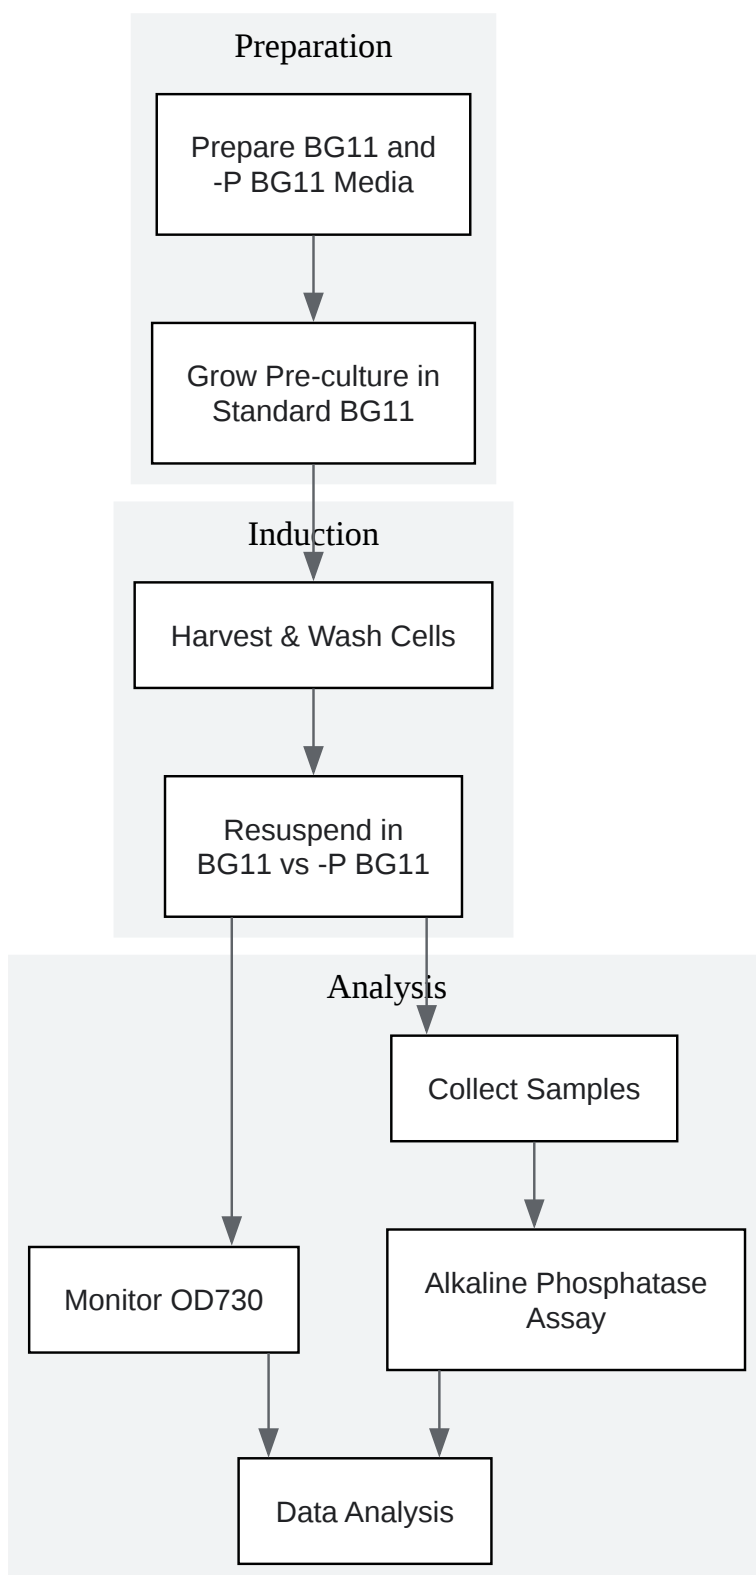 Preparation
Prepare BG11 and
-P BG11 Media
Grow Pre-culture in
Standard BG11
Induction
Harvest & Wash Cells
Resuspend in
BG11 vs -P BG11
Analysis
Collect Samples
Monitor OD730
Alkaline Phosphatase
Assay
Data Analysis